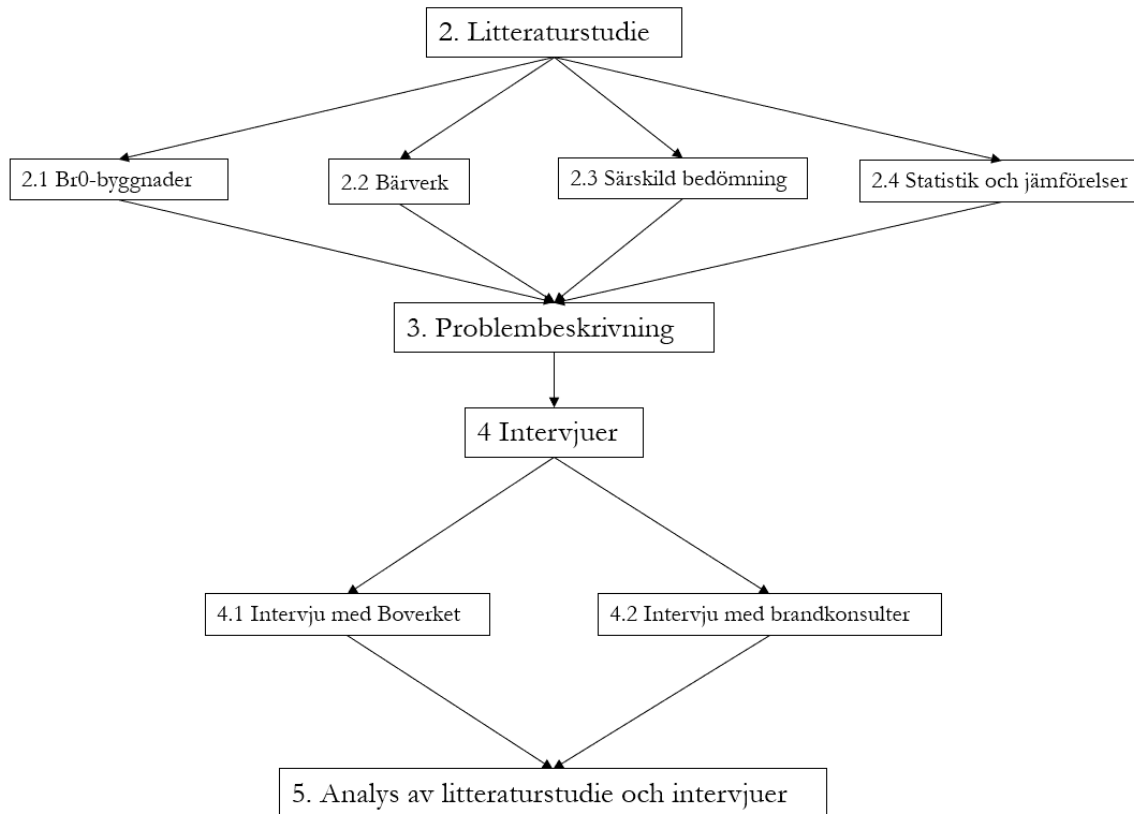 2. Litteraturstudie
2.1 Br0-byggnader
2.2 Bärverk
2.3 Särskild bedömning
2.4 Statistik och jämförelser
3. Problembeskrivning
4 Intervjuer
4.1 Intervju med Boverket
4.2 Intervju med brandkonsulter
5. Analys av litteraturstudie och intervjuer